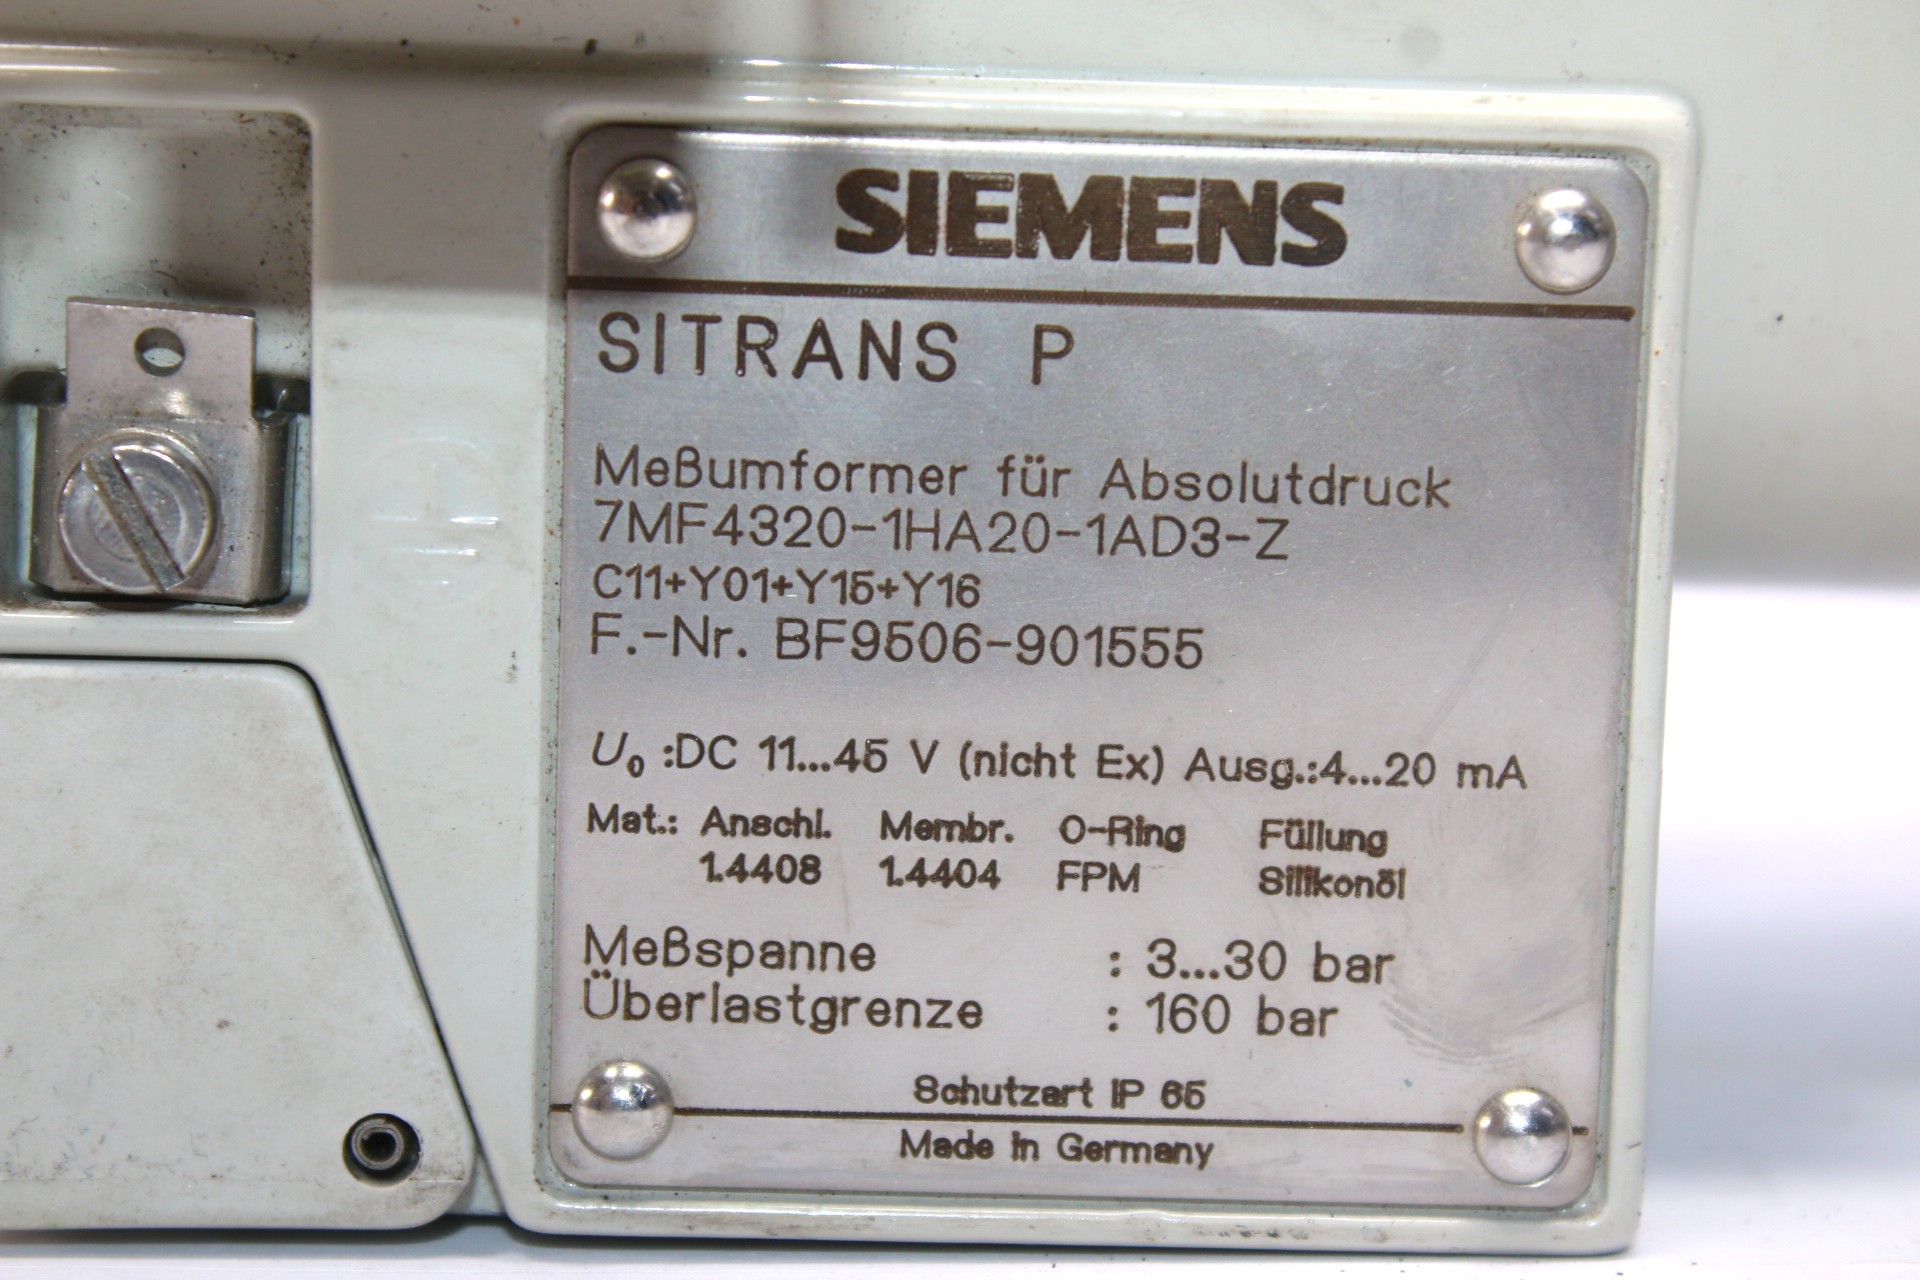 SIEMENS
SITRANS P
Meßumformer für Absolutdruck
7MF4320-1HA20-1AD3-Z
C11+Y01+Y15+Y16
F.-Nr. BF9506-901555
U₀ :DC 11...45 V (nicht Ex) Ausg.:4...20 mA
Mat.: Anschl. Membr. O-Ring Füllung
1.4408 1.4404 FPM Silikonöl
Meßspanne : 3...30 bar
Überlastgrenze : 160 bar
Schutzart IP 65
Made in Germany